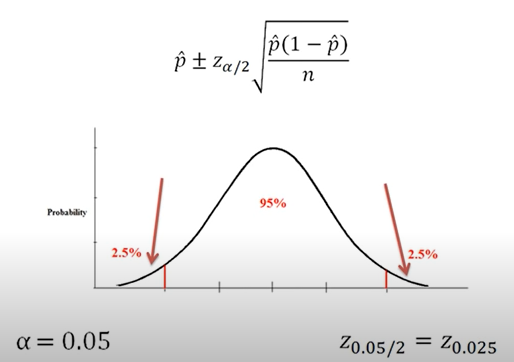 p̂ ± z_{α/2} √(p̂(1 − p̂)/n)
95%
Probability
2.5%
2.5%
α = 0.05
z_{0.05/2} = z_{0.025}